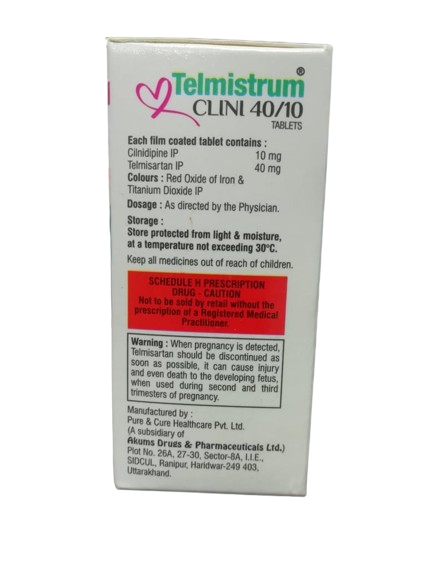 Telmistrum®
CLINI 40/10
TABLETS
Each film coated tablet contains :
Cilnidipine IP 10 mg
Telmisartan IP 40 mg
Colours : Red Oxide of Iron &
Titanium Dioxide IP
Dosage : As directed by the Physician.
Storage :
Store protected from light & moisture,
at a temperature not exceeding 30°C.
Keep all medicines out of reach of children.
SCHEDULE H PRESCRIPTION
DRUG - CAUTION
Not to be sold by retail without the
prescription of a Registered Medical
Practitioner.
Warning : When pregnancy is detected,
Telmisartan should be discontinued as
soon as possible, it can cause injury
and even death to the developing fetus,
when used during second and third
trimesters of pregnancy.
Manufactured by :
Pure & Cure Healthcare Pvt. Ltd.
(A subsidiary of
Akums Drugs & Pharmaceuticals Ltd.)
Plot No. 26A, 27-30, Sector-8A, I.I.E.,
SIDCUL, Ranipur, Haridwar-249 403,
Uttarakhand.